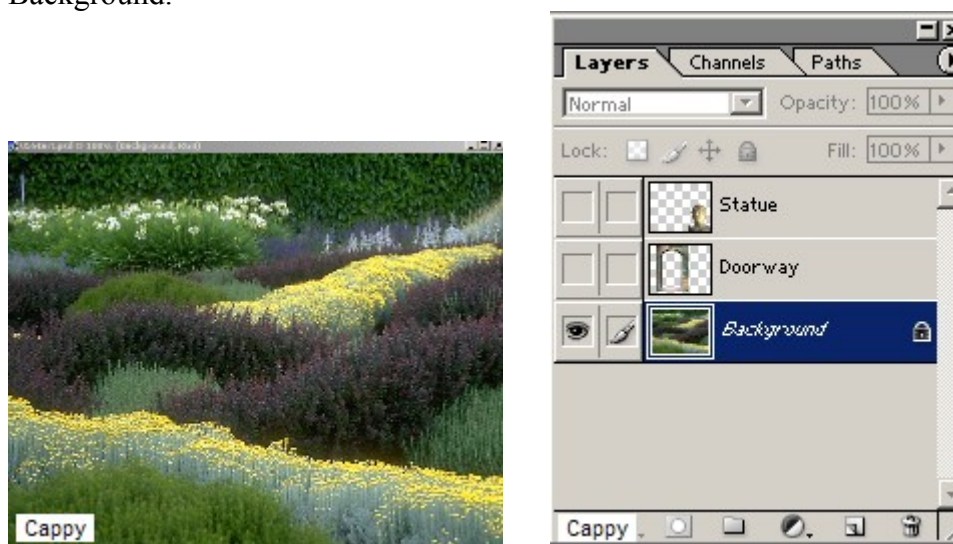 Background.
Layers Channels Paths
Normal Opacity: 100%
Lock: Fill: 100%
Statue
Doorway
Background
Cappy
Cappy